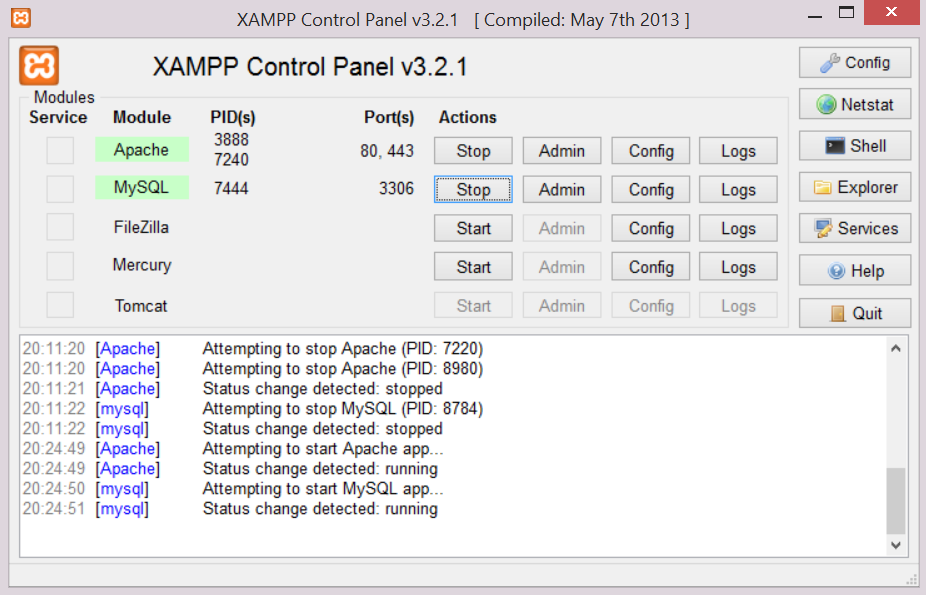 XAMPP Control Panel v3.2.1 [ Compiled: May 7th 2013 ]
XAMPP Control Panel v3.2.1
Config
Modules
Service Module PID(s) Port(s) Actions
Netstat
Apache 3888 7240 80, 443 Stop Admin Config Logs
Shell
MySQL 7444 3306 Stop Admin Config Logs
Explorer
FileZilla Start Admin Config Logs
Services
Mercury Start Admin Config Logs
Help
Tomcat Start Admin Config Logs
Quit
20:11:20 [Apache] Attempting to stop Apache (PID: 7220)
20:11:20 [Apache] Attempting to stop Apache (PID: 8980)
20:11:21 [Apache] Status change detected: stopped
20:11:22 [mysql] Attempting to stop MySQL (PID: 8784)
20:11:22 [mysql] Status change detected: stopped
20:24:49 [Apache] Attempting to start Apache app...
20:24:49 [Apache] Status change detected: running
20:24:50 [mysql] Attempting to start MySQL app...
20:24:51 [mysql] Status change detected: running